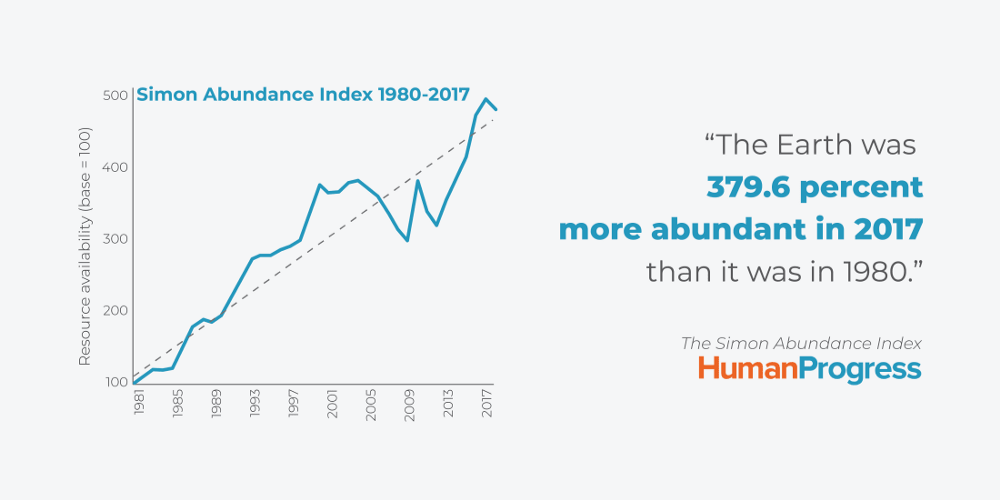 Simon Abundance Index 1980-2017
Resource availability (base = 100)
500
400
300
200
100
1981
1985
1989
1993
1997
2001
2005
2009
2013
2017
“The Earth was
379.6 percent
more abundant in 2017
than it was in 1980.”
The Simon Abundance Index
HumanProgress